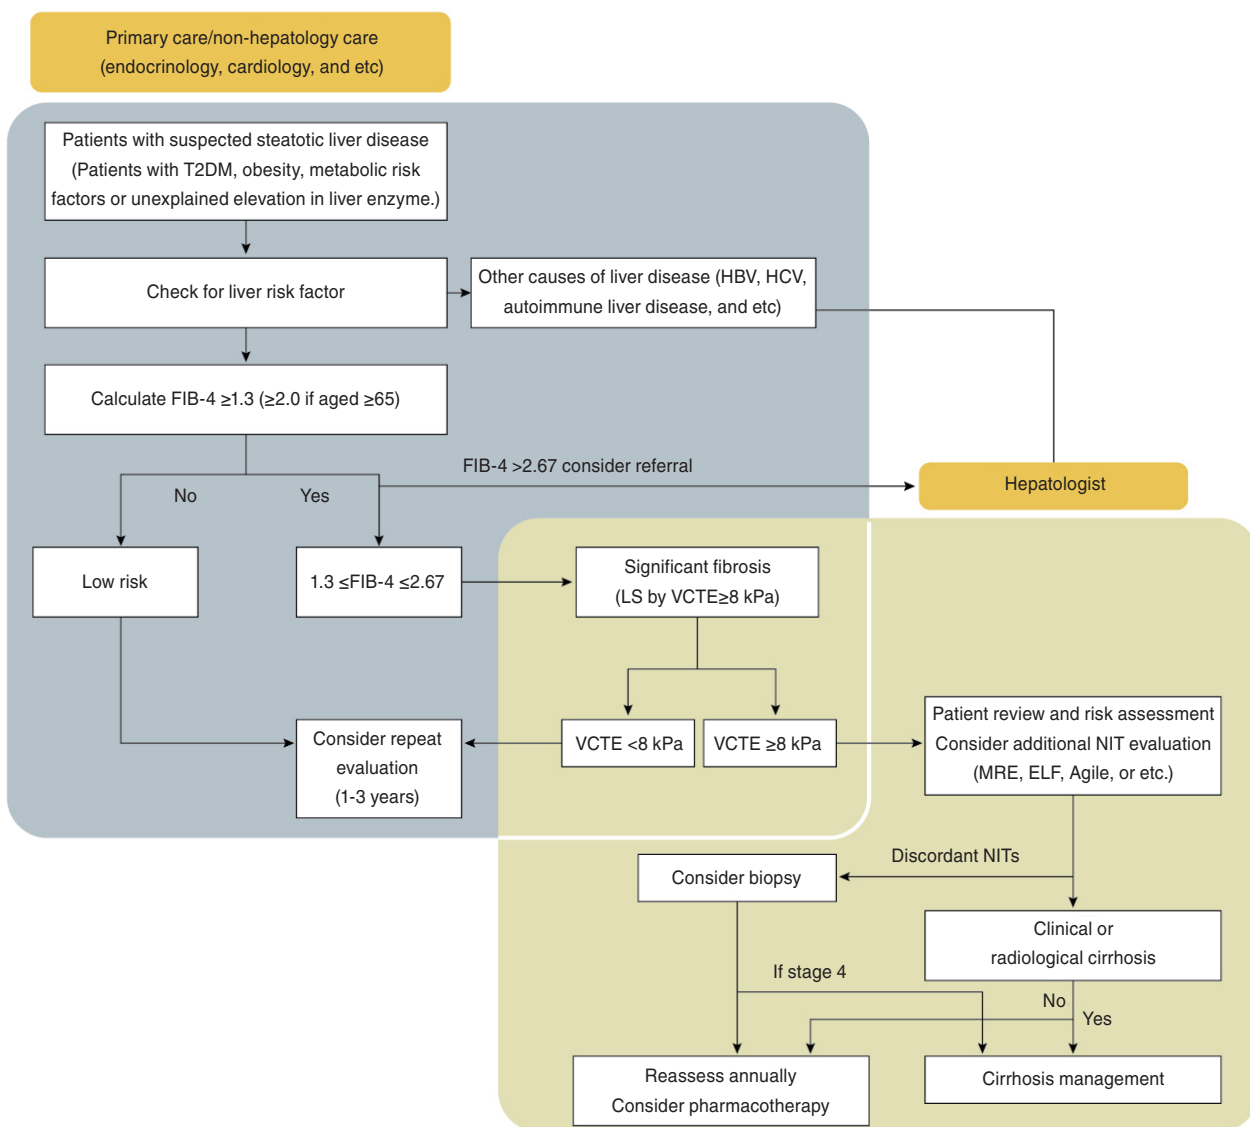 Primary care/non-hepatology care
(endocrinology, cardiology, and etc)
Patients with suspected steatotic liver disease
(Patients with T2DM, obesity, metabolic risk
factors or unexplained elevation in liver enzyme.)
Check for liver risk factor
Other causes of liver disease (HBV, HCV,
autoimmune liver disease, and etc)
Calculate FIB-4 ≥1.3 (≥2.0 if aged ≥65)
FIB-4 >2.67 consider referral
Hepatologist
No
Yes
Low risk
1.3 ≤FIB-4 ≤2.67
Significant fibrosis
(LS by VCTE≥8 kPa)
Consider repeat
evaluation
(1-3 years)
VCTE <8 kPa
VCTE ≥8 kPa
Patient review and risk assessment
Consider additional NIT evaluation
(MRE, ELF, Agile, or etc.)
Discordant NITs
Consider biopsy
Clinical or
radiological cirrhosis
If stage 4
No
Yes
Reassess annually
Consider pharmacotherapy
Cirrhosis management